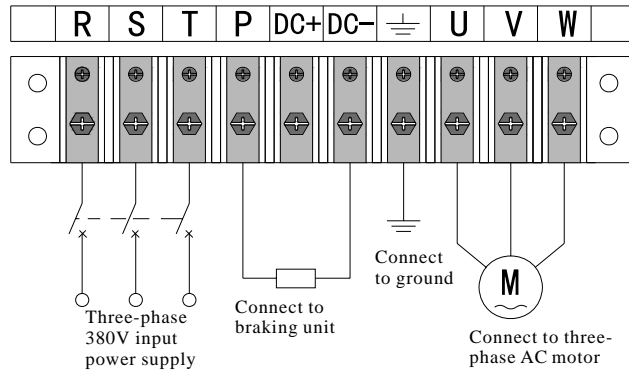 R S T P DC+ DC- U V W
Connect
to ground
Connect to
braking unit
Three-phase
380V input
power supply
M
Connect to three-
phase AC motor